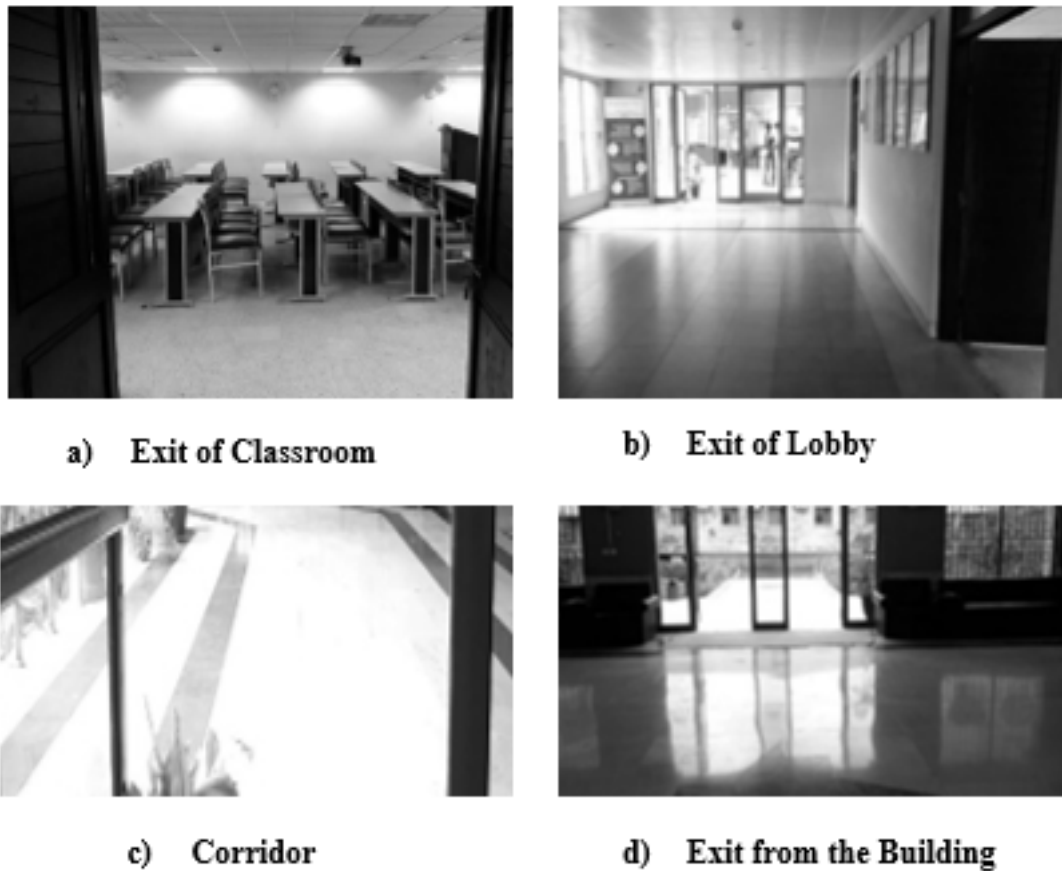 a) Exit of Classroom
b) Exit of Lobby
c) Corridor
d) Exit from the Building